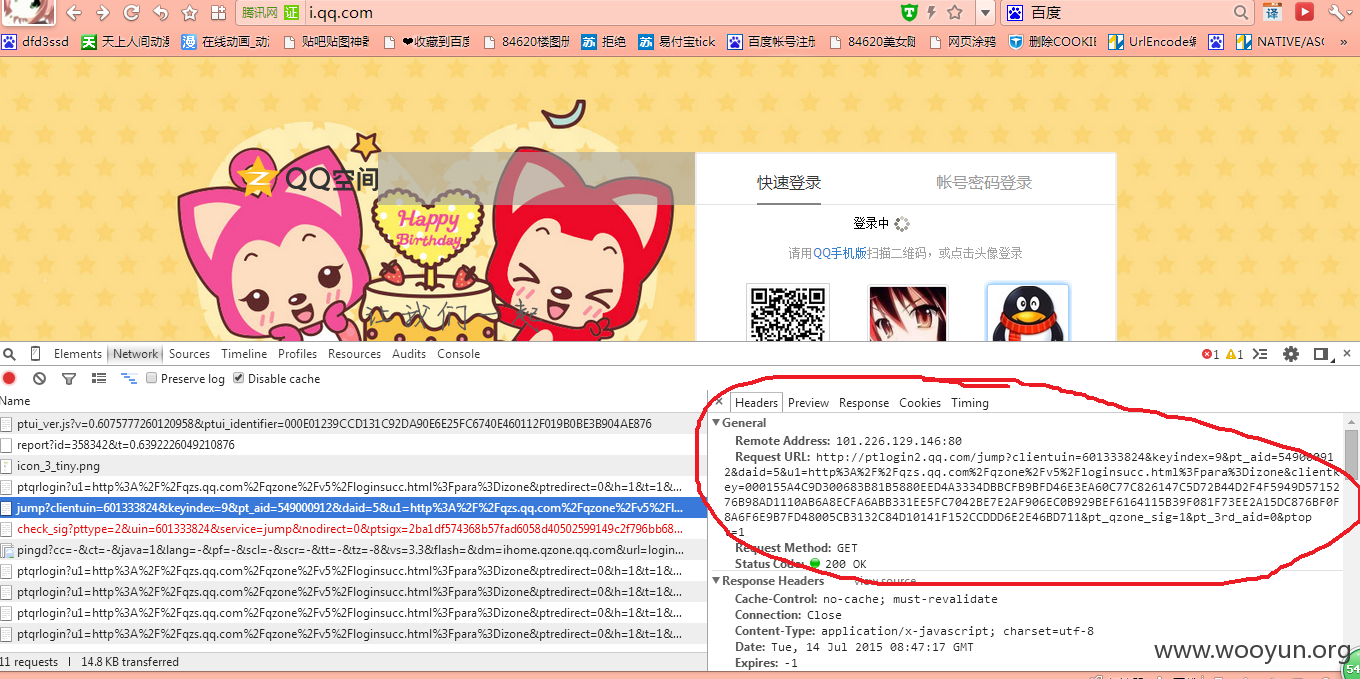 腾讯网 证 i.qq.com 百度 译
dfd3ssd 天 天上人间动漫 漫 在线动画_动 贴吧贴图神器 ❤收藏到百度 84620楼图册 苏 拒绝 苏 易付宝tick 百度帐号注册 84620美女贴 网页涂鸦 删除COOKIE UrlEncode编 NATIVE/ASC »
QQ空间
Happy
Birthday
快速登录 帐号密码登录
登录中
请用QQ手机版扫描二维码，或点击头像登录
Elements Network Sources Timeline Profiles Resources Audits Console 1 1
Preserve log Disable cache
Name
ptui_ver.js?v=0.6075777260120958&ptui_identifier=000E01239CCD131C92DA90E6E25FC6740E460112F019B0BE3B904AE876
report?id=358342&t=0.6392226049210876
icon_3_tiny.png
ptqrlogin?u1=http%3A%2F%2Fqzs.qq.com%2Fqzone%2Fv5%2Floginsucc.html%3Fpara%3Dizone&ptredirect=0&h=1&t=1&...
jump?clientuin=601333824&keyindex=9&pt_aid=549000912&daid=5&u1=http%3A%2F%2Fqzs.qq.com%2Fqzone%2Fv5%2Fl...
check_sig?pttype=2&uin=601333824&service=jump&nodirect=0&ptsigx=2ba1df574368b57fad6058d40502599149c2f796bb68...
pingd?cc=-&ct=-&java=1&lang=-&pf=-&scl=-&scr=-&tt=-&tz=-8&vs=3.3&flash=&dm=ihome.qzone.qq.com&url=login...
ptqrlogin?u1=http%3A%2F%2Fqzs.qq.com%2Fqzone%2Fv5%2Floginsucc.html%3Fpara%3Dizone&ptredirect=0&h=1&t=1&...
ptqrlogin?u1=http%3A%2F%2Fqzs.qq.com%2Fqzone%2Fv5%2Floginsucc.html%3Fpara%3Dizone&ptredirect=0&h=1&t=1&...
ptqrlogin?u1=http%3A%2F%2Fqzs.qq.com%2Fqzone%2Fv5%2Floginsucc.html%3Fpara%3Dizone&ptredirect=0&h=1&t=1&...
ptqrlogin?u1=http%3A%2F%2Fqzs.qq.com%2Fqzone%2Fv5%2Floginsucc.html%3Fpara%3Dizone&ptredirect=0&h=1&t=1&...
11 requests | 14.8 KB transferred
Headers Preview Response Cookies Timing
General
Remote Address: 101.226.129.146:80
Request URL: http://ptlogin2.qq.com/jump?clientuin=601333824&keyindex=9&pt_aid=54900091
2&daid=5&u1=http%3A%2F%2Fqzs.qq.com%2Fqzone%2Fv5%2Floginsucc.html%3Fpara%3Dizone&clientk
ey=000155A4C9D300683B81B5880EED4A3334DBBCFB9BFD46E3EA60C77C826147C5D72B44D2F4F5949D57152
76B98AD1110AB6A8ECFA6ABB331EE5FC7042BE7E2AF906EC0B929BEF6164115B39F081F73EE2A15DC876BF0F
8A6F6E9B7FD48005CB3132C84D10141F152CCDDD6E2E46BD711&pt_qzone_sig=1&pt_3rd_aid=0&ptop
t=1
Request Method: GET
Status Code: 200 OK
Response Headers view source
Cache-Control: no-cache; must-revalidate
Connection: Close
Content-Type: application/x-javascript; charset=utf-8
Date: Tue, 14 Jul 2015 08:47:17 GMT
Expires: -1
www.wooyun.org
54